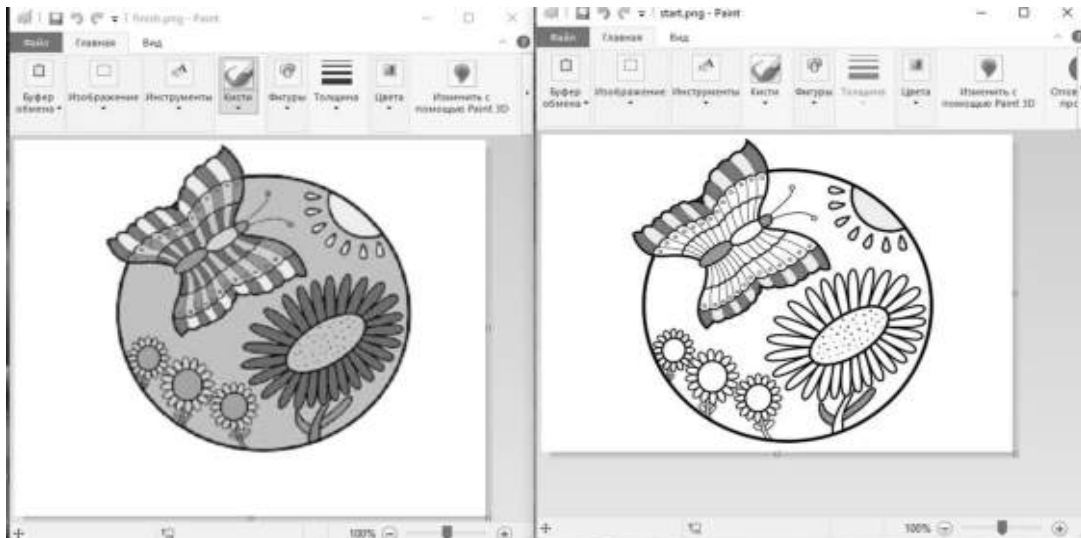 finish.png - Paint
Файл Главная Вид
Буфер обмена Изображение Инструменты Кисти Фигуры Толщина Цвета Изменить с помощью Paint 3D
100%
start.png - Paint
Файл Главная Вид
Буфер обмена Изображение Инструменты Кисти Фигуры Толщина Цвета Изменить с помощью Paint 3D
100%